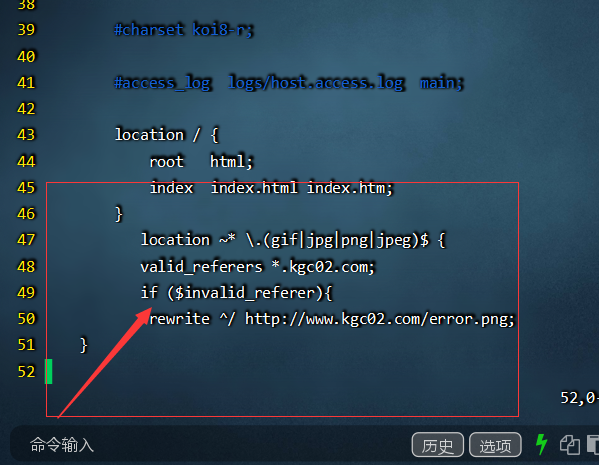 38
39 #charset koi8-r;
40
41 #access_log logs/host.access.log main;
42
43 location / {
44 root html;
45 index index.html index.htm;
46 }
47 location ~* \.(gif|jpg|png|jpeg)$ {
48 valid_referers *.kgc02.com;
49 if ($invalid_referer){
50 rewrite ^/ http://www.kgc02.com/error.png;
51 }
52
52,0-
命令输入 历史 选项